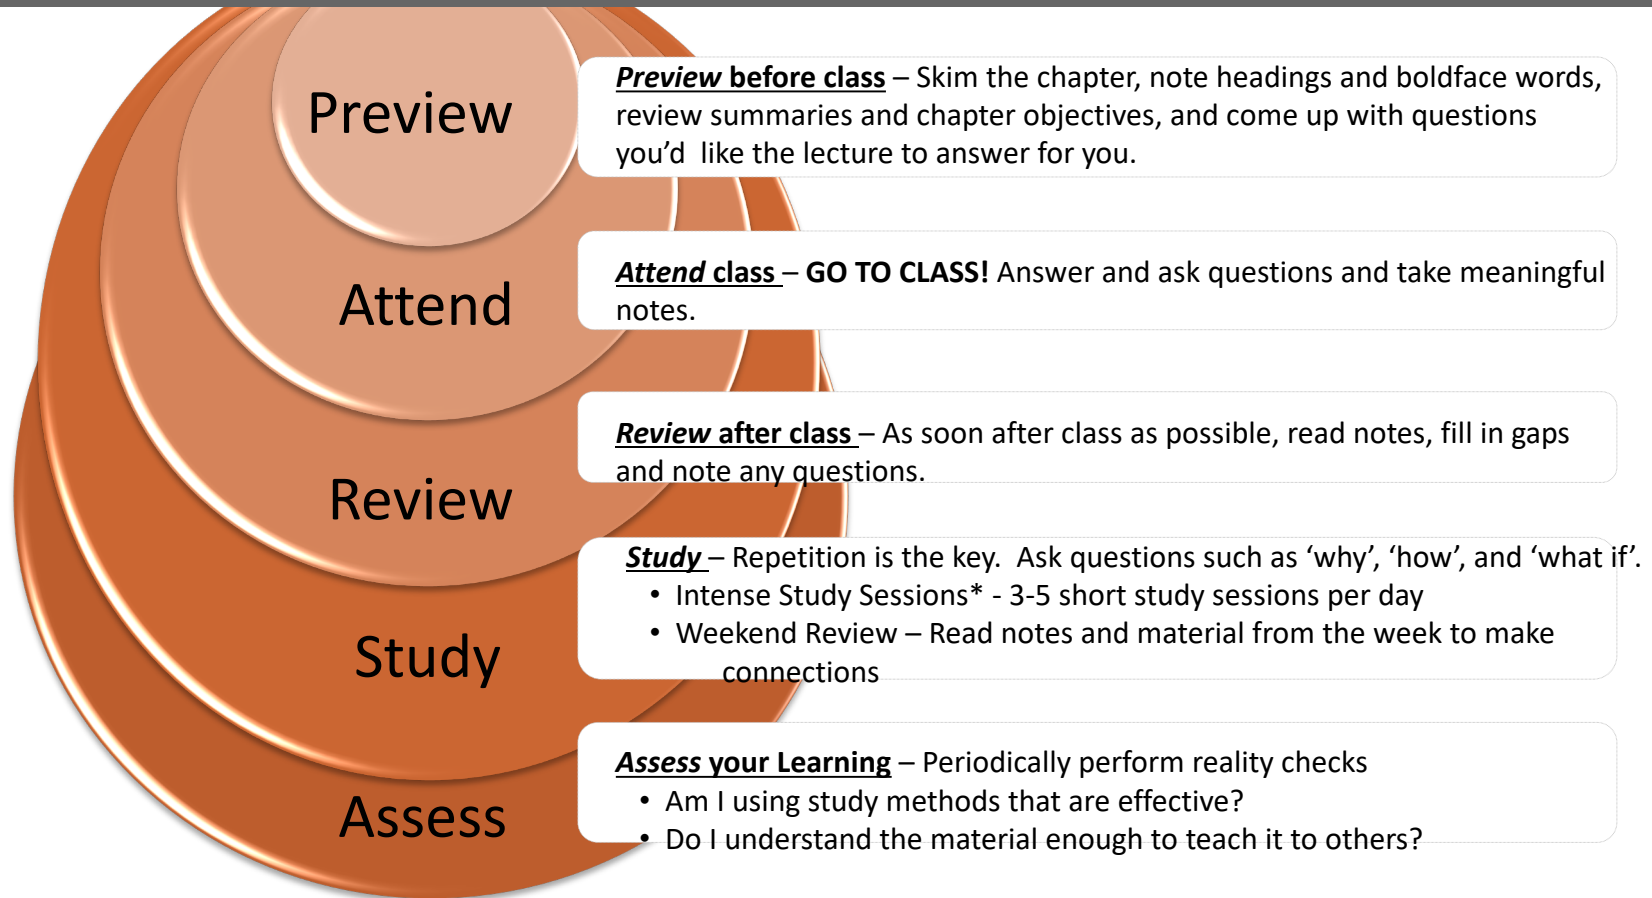 Preview
Preview before class – Skim the chapter, note headings and boldface words,
review summaries and chapter objectives, and come up with questions
you’d  like the lecture to answer for you.
Attend
Attend class – GO TO CLASS! Answer and ask questions and take meaningful
notes.
Review
Review after class – As soon after class as possible, read notes, fill in gaps
and note any questions.
Study
Study – Repetition is the key.  Ask questions such as ‘why’, ‘how’, and ‘what if’.
• Intense Study Sessions* - 3-5 short study sessions per day
• Weekend Review – Read notes and material from the week to make
connections
Assess
Assess your Learning – Periodically perform reality checks
• Am I using study methods that are effective?
• Do I understand the material enough to teach it to others?